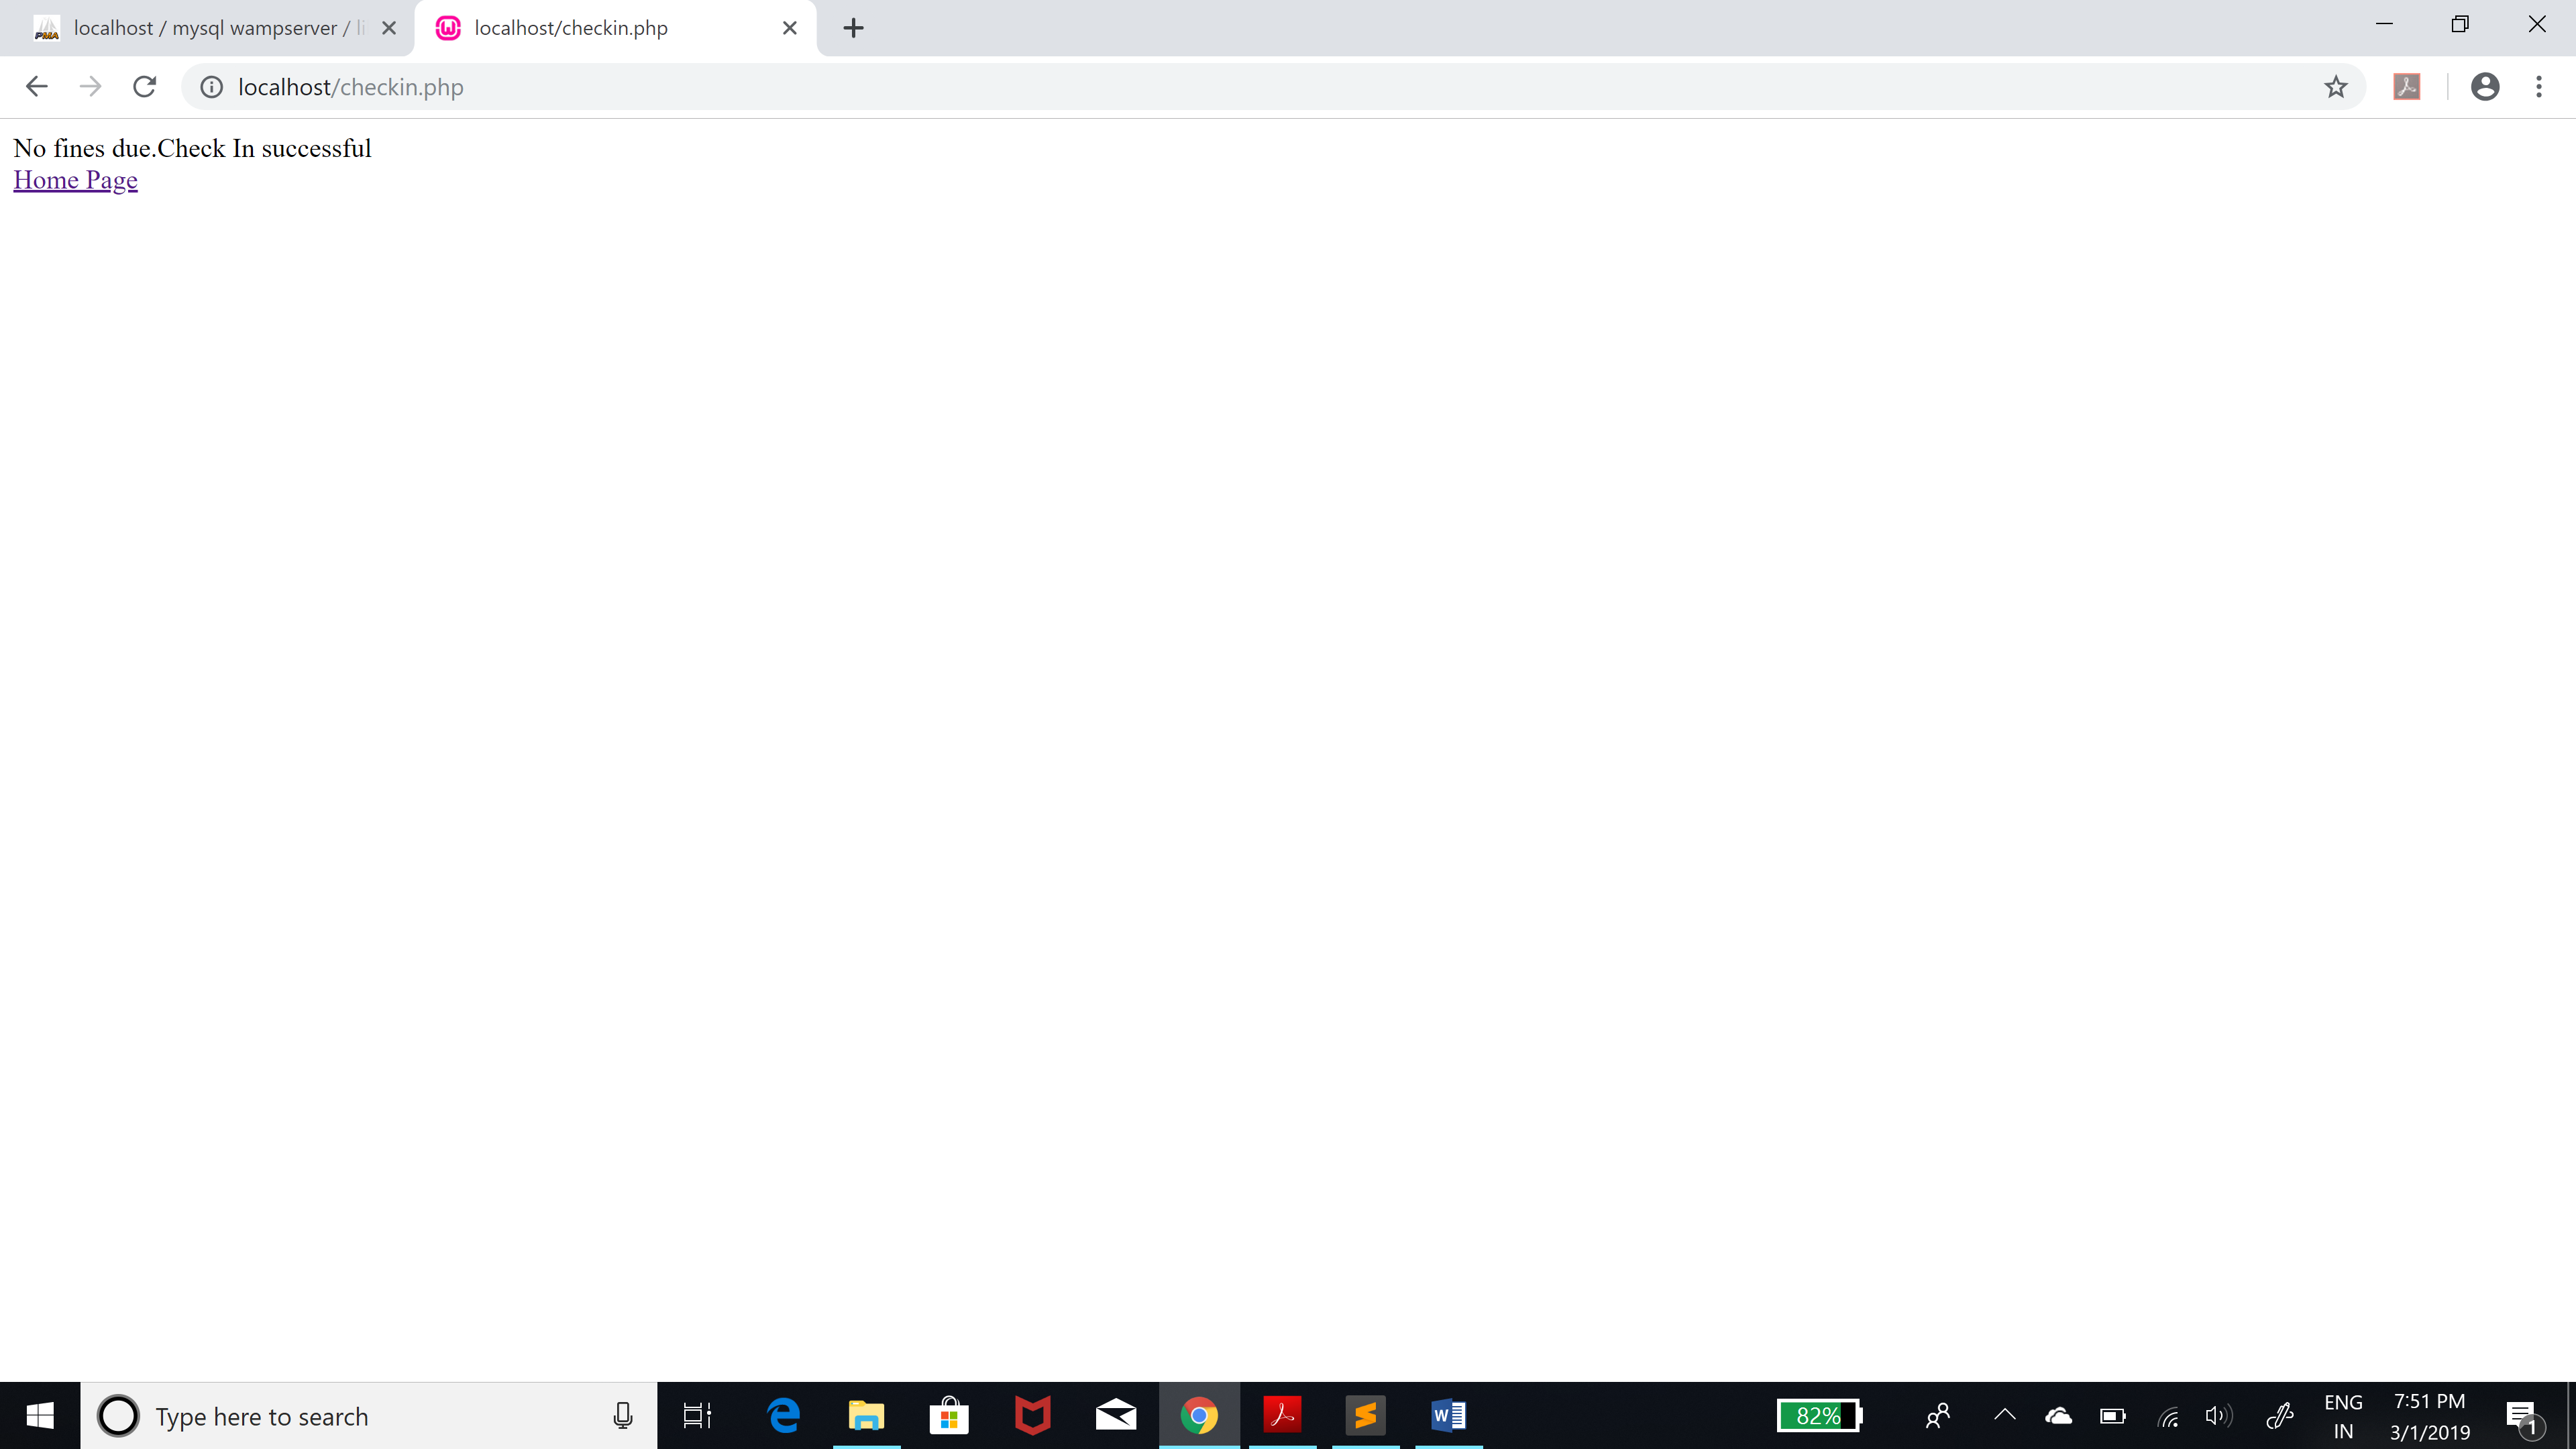 localhost / mysql wampserver / li
localhost/checkin.php
localhost/checkin.php
No fines due.Check In successful
Home Page
Type here to search
82%
ENG
IN
7:51 PM
3/1/2019
1